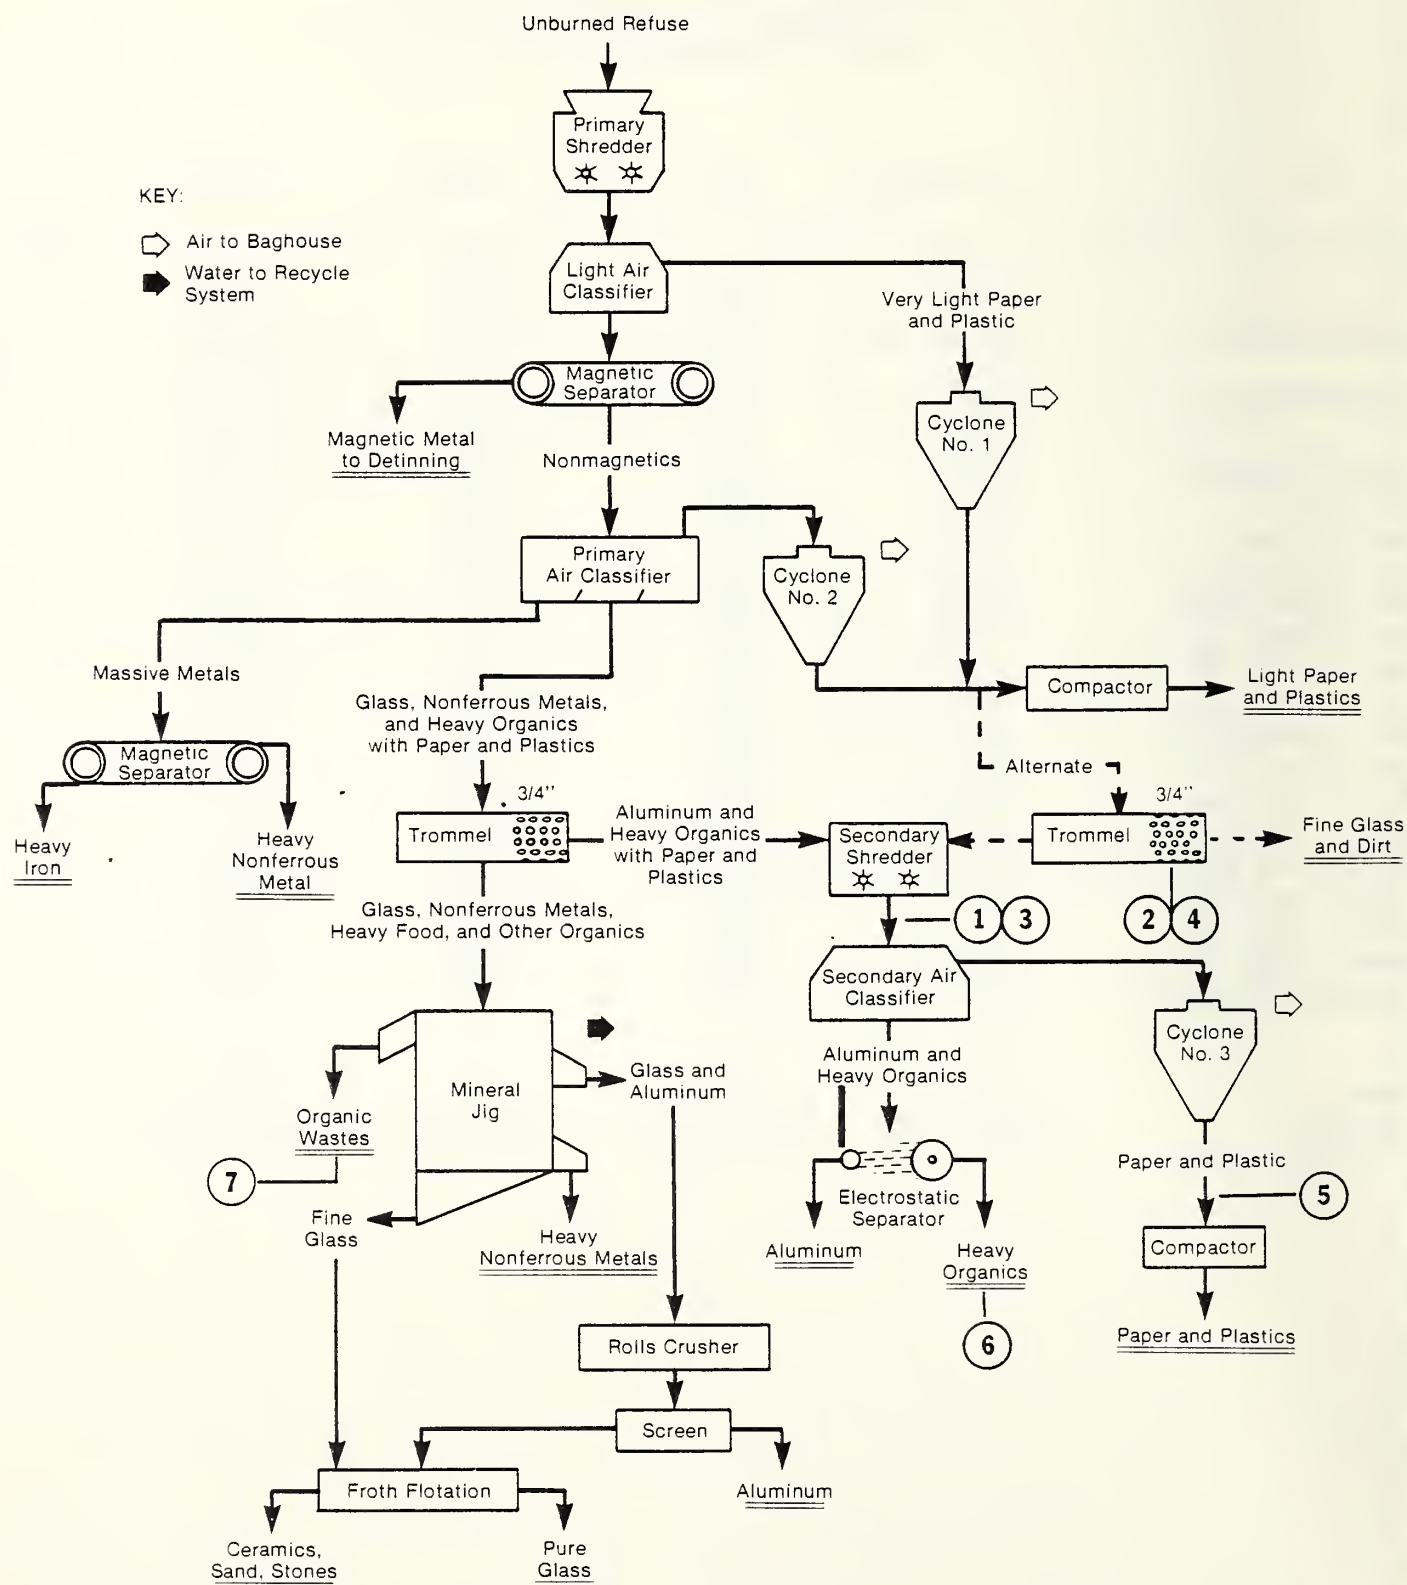 Unburned Refuse
Primary
Shredder
KEY:
Air to Baghouse
Water to Recycle
System
Light Air
Classifier
Very Light Paper
and Plastic
Magnetic
Separator
Cyclone
No. 1
Magnetic Metal
to Detinning
Nonmagnetics
Primary
Air Classifier
Cyclone
No. 2
Massive Metals
Compactor
Light Paper
and Plastics
Glass, Nonferrous Metals,
and Heavy Organics
with Paper and Plastics
Magnetic
Separator
Alternate
3/4''
3/4''
Heavy
Iron
Heavy
Nonferrous
Metal
Trommel
Aluminum and
Heavy Organics
with Paper and
Plastics
Secondary
Shredder
Trommel
Fine Glass
and Dirt
Glass, Nonferrous Metals,
Heavy Food, and Other Organics
1 3
2 4
Secondary Air
Classifier
Cyclone
No. 3
Mineral
Jig
Glass and
Aluminum
Aluminum and
Heavy Organics
Organic
Wastes
7
Paper and Plastic
5
Electrostatic
Separator
Fine
Glass
Heavy
Nonferrous Metals
Aluminum
Heavy
Organics
Compactor
6
Paper and Plastics
Rolls Crusher
Screen
Froth Flotation
Aluminum
Ceramics,
Sand, Stones
Pure
Glass